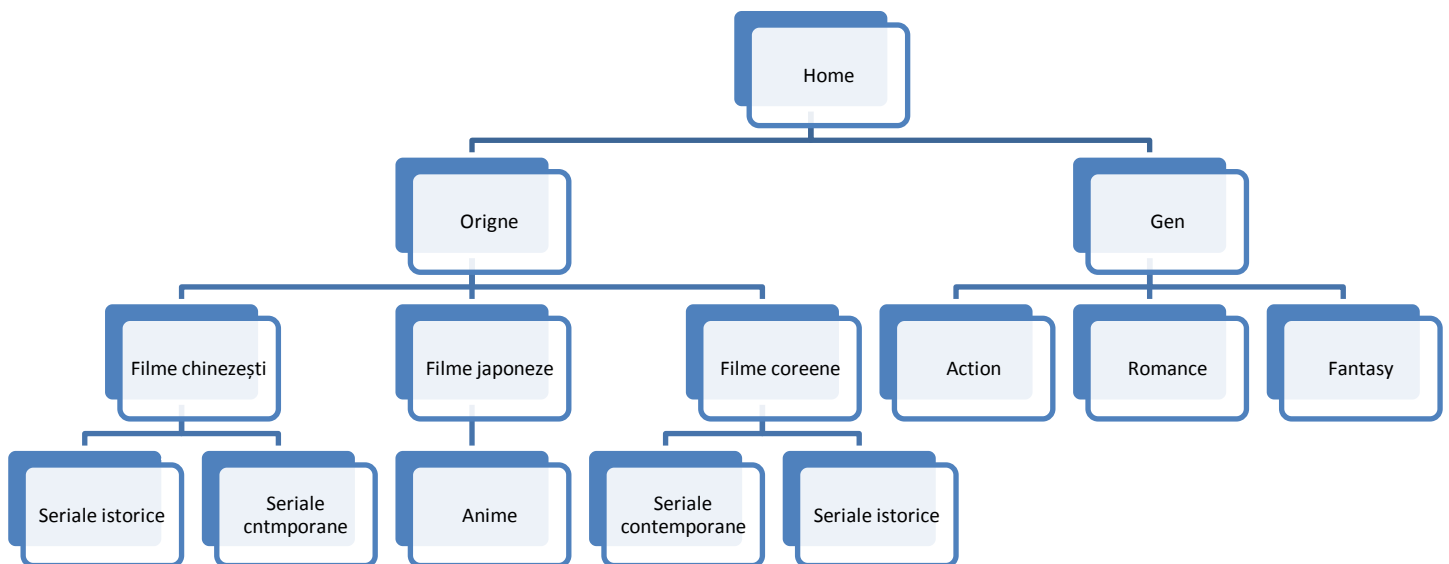 Home
Origne
Gen
Filme chinezești
Filme japoneze
Filme coreene
Action
Romance
Fantasy
Seriale istorice
Seriale
cntmporane
Anime
Seriale
contemporane
Seriale istorice